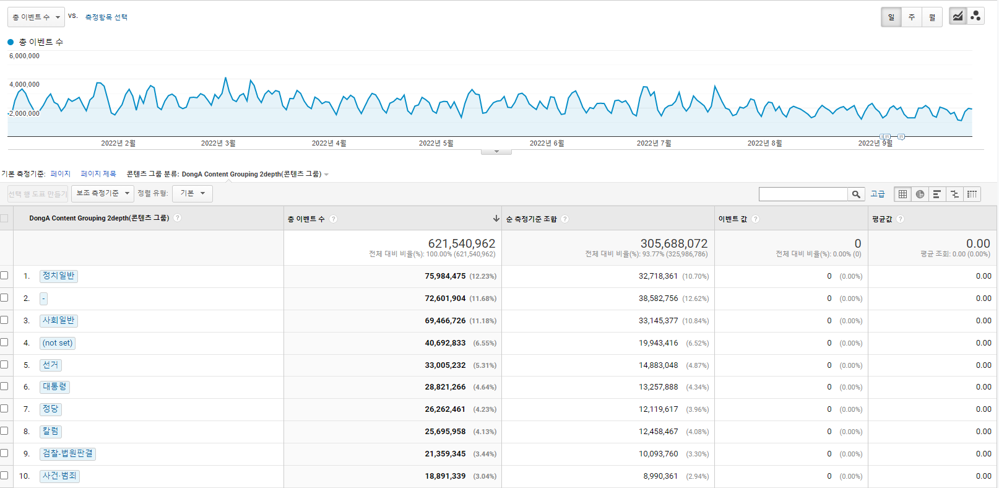 총 이벤트 수 vs. 측정항목 선택 일 주 월
총 이벤트 수
6,000,000
4,000,000
2,000,000
2022년 2월 2022년 3월 2022년 4월 2022년 5월 2022년 6월 2022년 7월 2022년 8월 2022년 9월
기본 측정기준: 페이지 페이지 제목 콘텐츠 그룹 분류: DongA Content Grouping 2depth(콘텐츠 그룹)
선택 행 도표 만들기 보조 측정기준 정렬 유형: 기본 고급
DongA Content Grouping 2depth(콘텐츠 그룹) ? 총 이벤트 수 ? 순 측정기준 조합 ? 이벤트 값 ? 평균값 ?
621,540,962 305,688,072 0 0.00
전체 대비 비율(%): 100.00% (621,540,962) 전체 대비 비율(%): 93.77% (325,986,786) 전체 대비 비율(%): 0.00% (0) 평균 조회: 0.00 (0.00%)
1. 정치일반 75,984,475 (12.23%) 32,718,361 (10.70%) 0 (0.00%) 0.00
2. - 72,601,904 (11.68%) 38,582,756 (12.62%) 0 (0.00%) 0.00
3. 사회일반 69,466,726 (11.18%) 33,145,377 (10.84%) 0 (0.00%) 0.00
4. (not set) 40,692,833 (6.55%) 19,943,416 (6.52%) 0 (0.00%) 0.00
5. 선거 33,005,232 (5.31%) 14,883,048 (4.87%) 0 (0.00%) 0.00
6. 대통령 28,821,266 (4.64%) 13,257,888 (4.34%) 0 (0.00%) 0.00
7. 정당 26,262,461 (4.23%) 12,119,617 (3.96%) 0 (0.00%) 0.00
8. 칼럼 25,695,958 (4.13%) 12,458,467 (4.08%) 0 (0.00%) 0.00
9. 검찰-법원판결 21,359,345 (3.44%) 10,093,760 (3.30%) 0 (0.00%) 0.00
10. 사건·범죄 18,891,339 (3.04%) 8,990,361 (2.94%) 0 (0.00%) 0.00